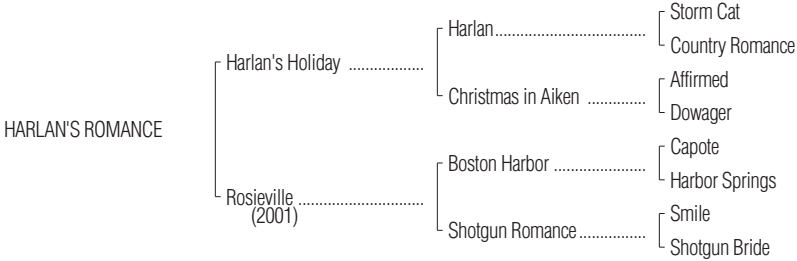 Storm Cat
Harlan....................................
Country Romance
Harlan's Holiday ..................
Affirmed
Christmas in Aiken ..............
Dowager
HARLAN'S ROMANCE
Capote
Boston Harbor ......................
Harbor Springs
Rosieville ..............................
(2001)
Smile
Shotgun Romance................
Shotgun Bride